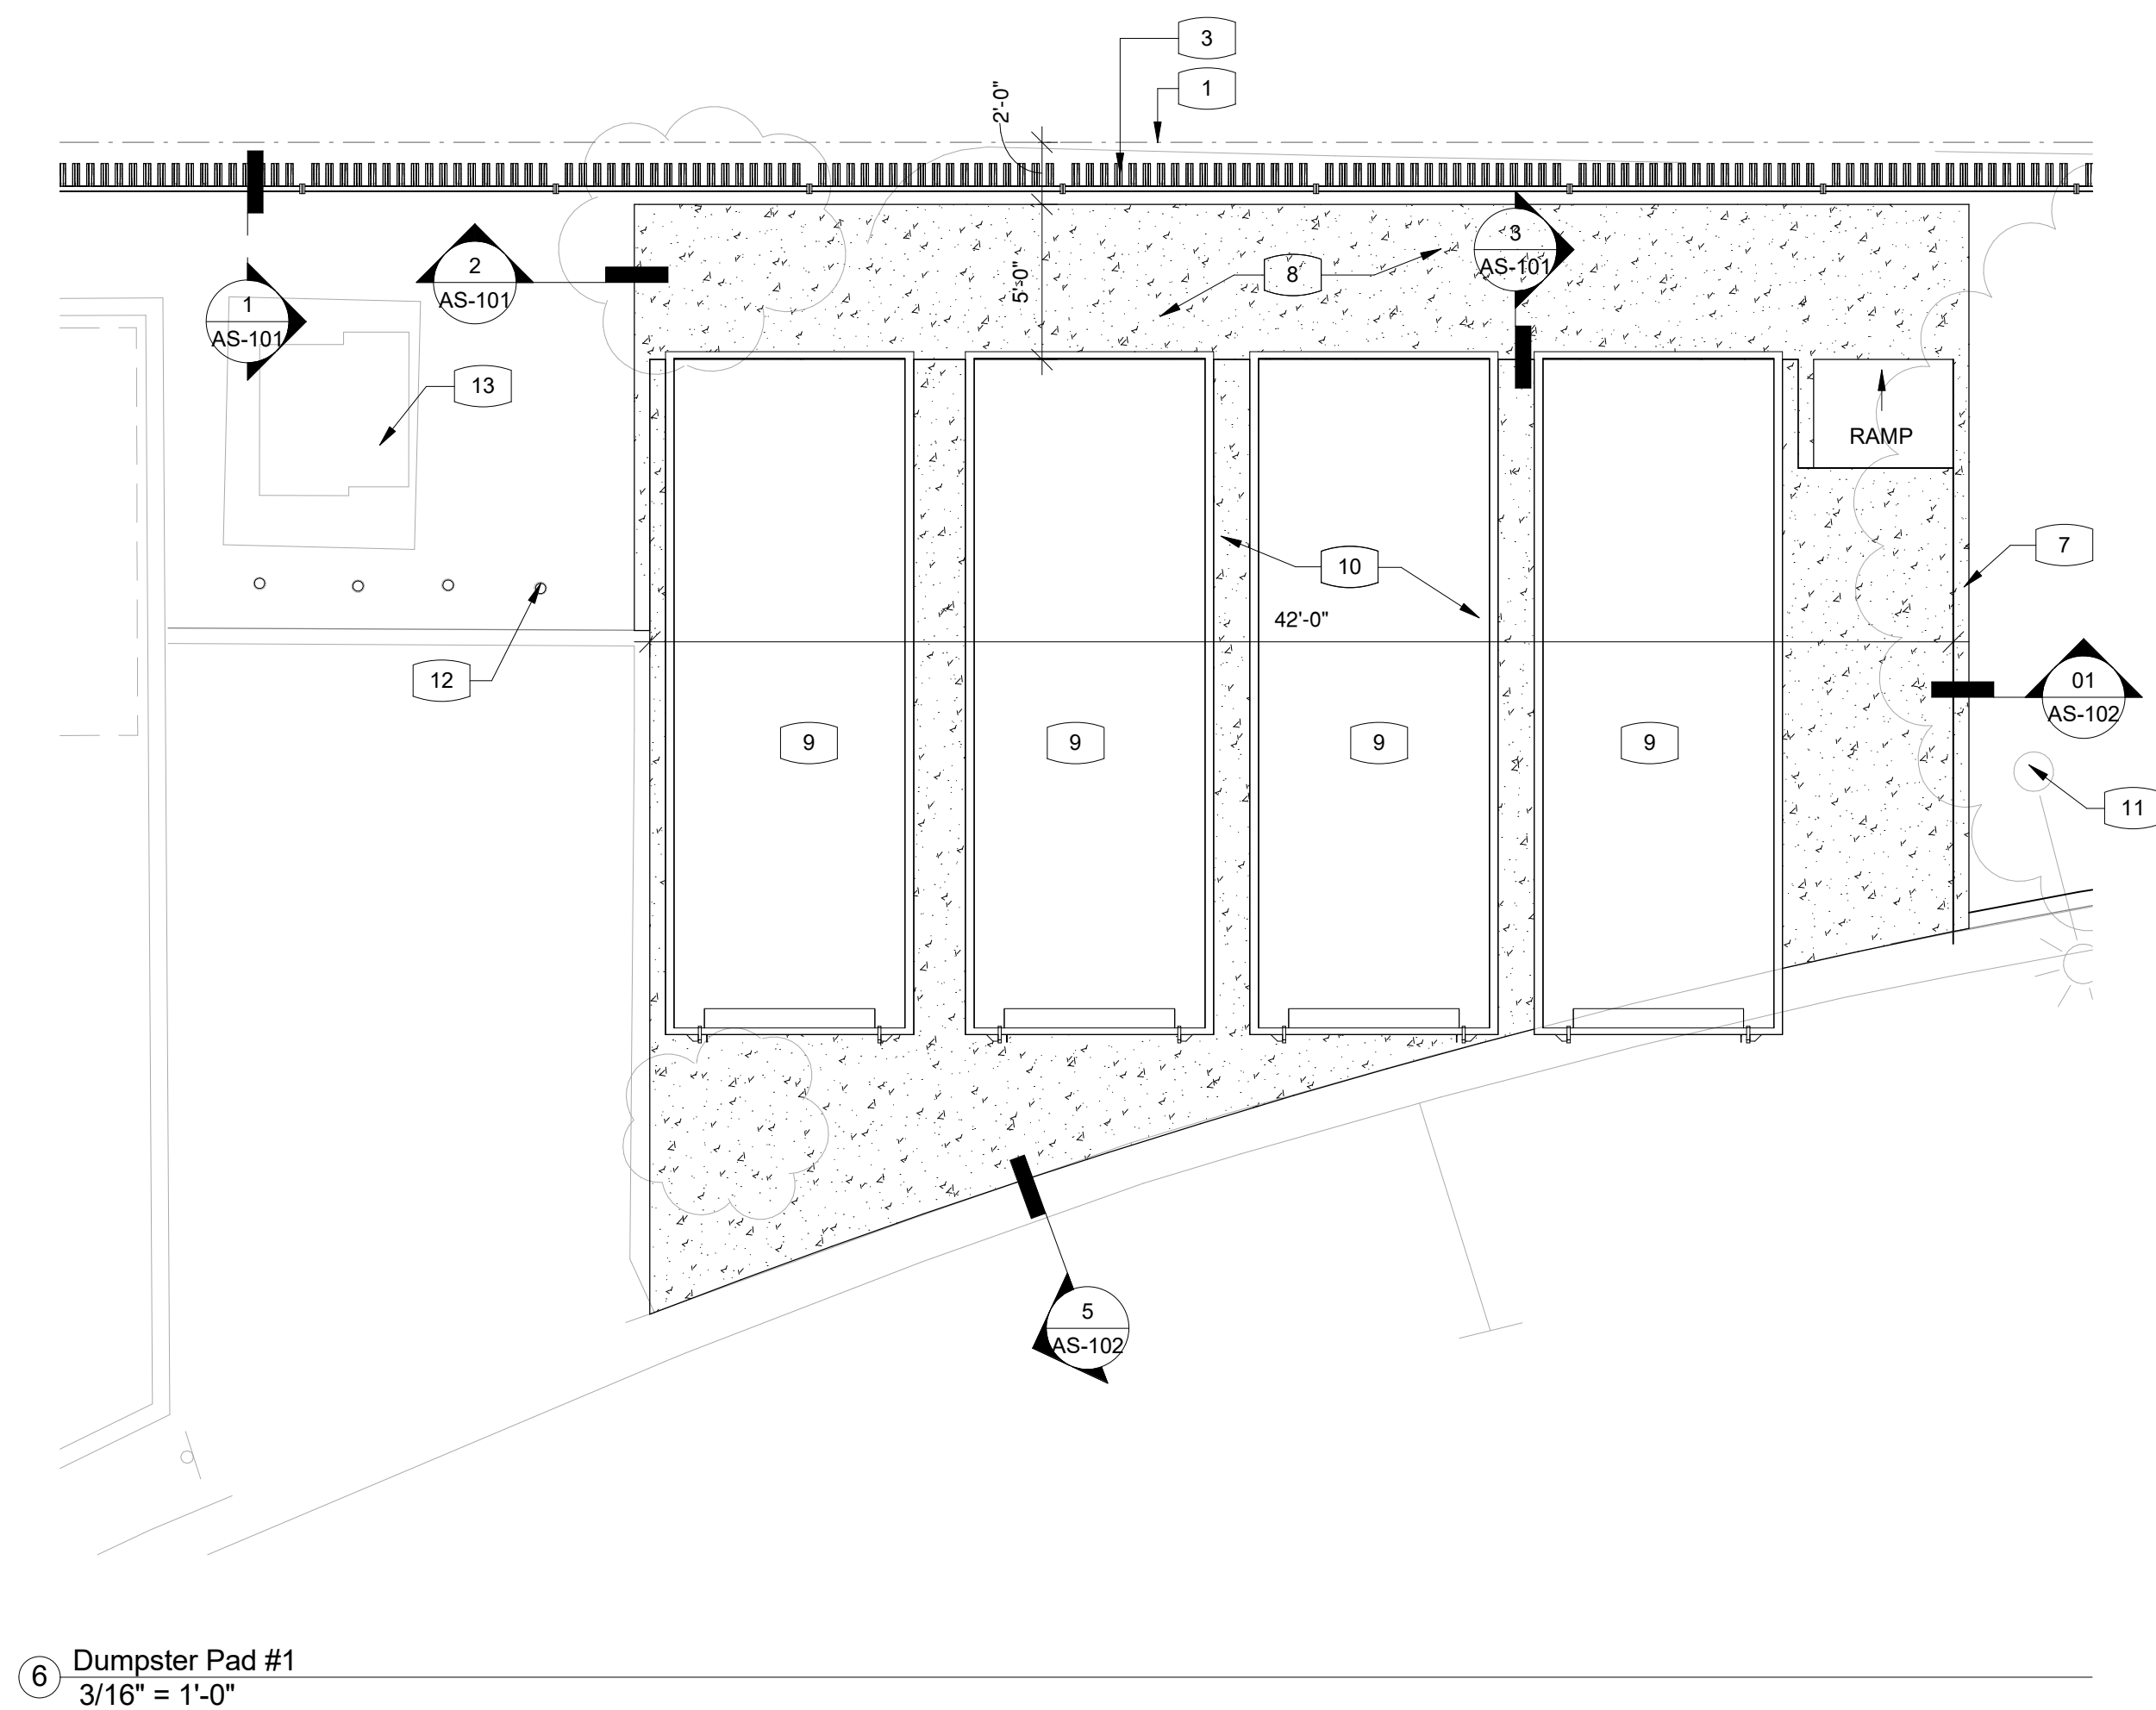 3
1
2'-0"
3
AS-101
2
AS-101
8
5'-0"
1
AS-101
13
RAMP
7
10
42'-0"
12
01
AS-102
9
9
9
9
11
5
AS-102
6
Dumpster Pad #1
3/16" = 1'-0"